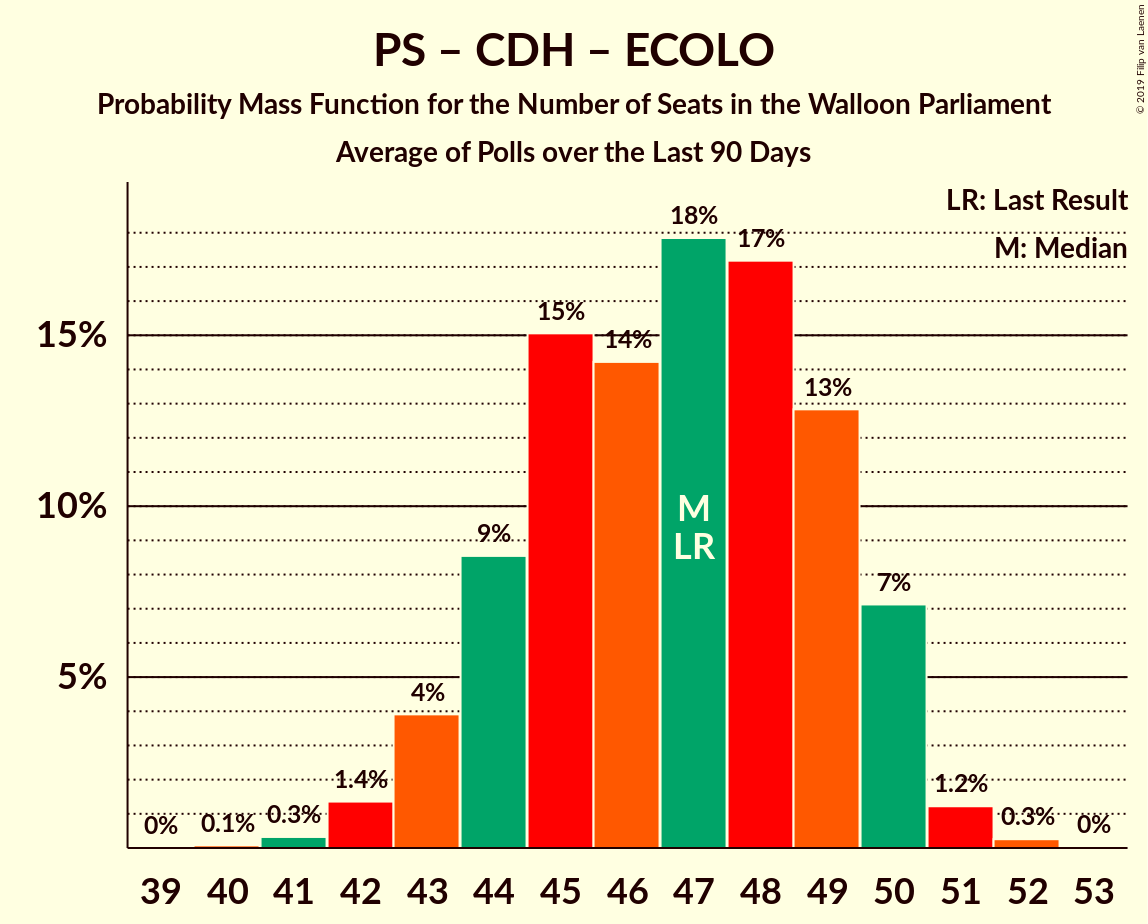 PS – CDH – ECOLO
Probability Mass Function for the Number of Seats in the Walloon Parliament
Average of Polls over the Last 90 Days
© 2019 Filip van Laenen
LR: Last Result
M: Median
18%
17%
15%
14%
13%
9%
7%
4%
1.4%
1.2%
0.3%
0.3%
0.1%
0%
0%
M
LR
15%
10%
5%
39 40 41 42 43 44 45 46 47 48 49 50 51 52 53